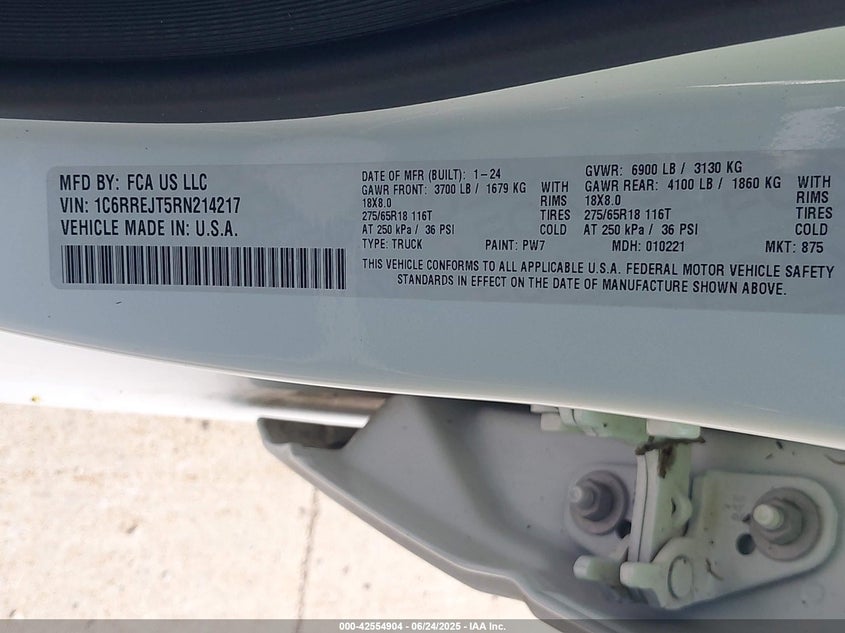 MFD BY: FCA US LLC
VIN: 1C6RREJT5RN214217
VEHICLE MADE IN: U.S.A.
DATE OF MFR (BUILT): 1-24
GAWR FRONT: 3700 LB / 1679 KG WITH
18X8.0 RIMS
275/65R18 116T TIRES
AT 250 kPa / 36 PSI COLD
TYPE: TRUCK PAINT: PW7
GVWR: 6900 LB / 3130 KG
GAWR REAR: 4100 LB / 1860 KG WITH
18X8.0 RIMS
275/65R18 116T TIRES
AT 250 kPa / 36 PSI COLD
MDH: 010221 MKT: 875
THIS VEHICLE CONFORMS TO ALL APPLICABLE U.S.A. FEDERAL MOTOR VEHICLE SAFETY
STANDARDS IN EFFECT ON THE DATE OF MANUFACTURE SHOWN ABOVE.
000-42554904 - 06/24/2025 - IAA Inc.